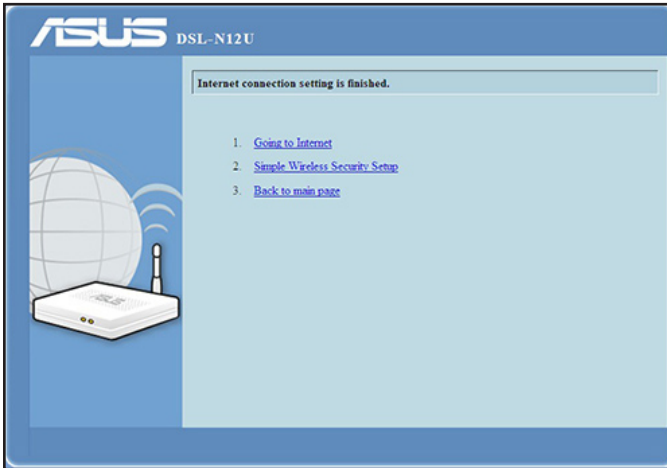 ASUS DSL-N12U
Internet connection setting is finished.
1. Going to Internet
2. Simple Wireless Security Setup
3. Back to main page
ASUS